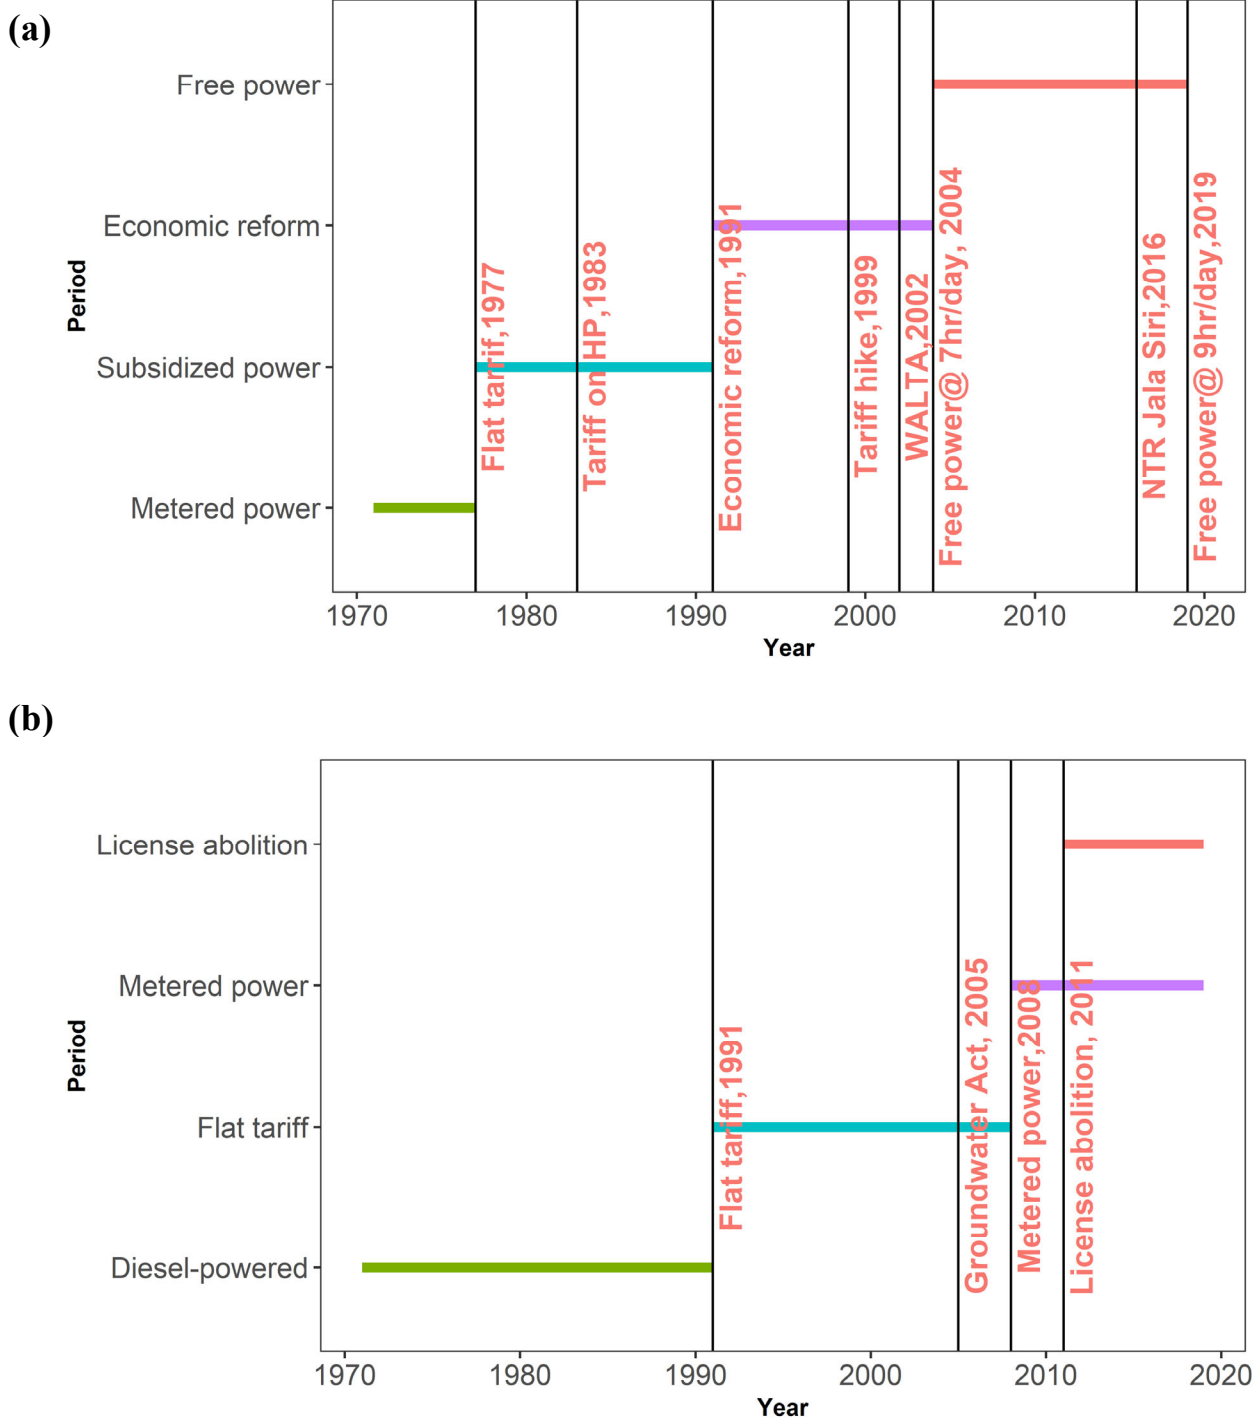 (a)
Free power
Economic reform
Subsidized power
Metered power
Period
Flat tarrif,1977
Tariff on HP,1983
Economic reform,1991
Tariff hike,1999
WALTA,2002
Free power@ 7hr/day, 2004
NTR Jala Siri,2016
Free power@ 9hr/day,2019
1970 1980 1990 2000 2010 2020
Year
(b)
License abolition
Metered power
Flat tariff
Diesel-powered
Period
Flat tariff,1991
Groundwater Act, 2005
Metered power,2008
License abolition, 2011
1970 1980 1990 2000 2010 2020
Year